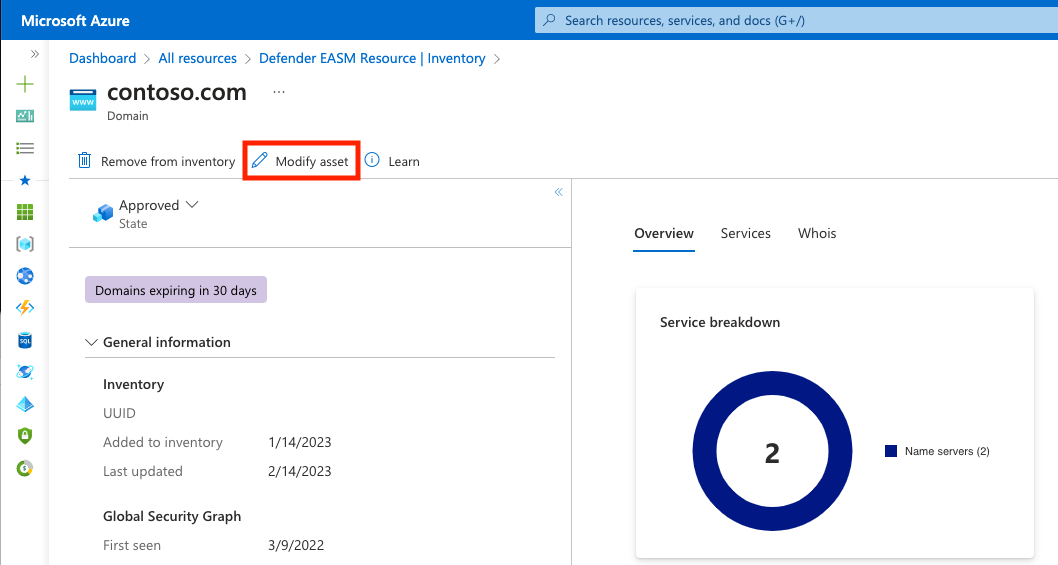 Microsoft Azure
Search resources, services, and docs (G+/)
Dashboard > All resources > Defender EASM Resource | Inventory >
www
contoso.com ...
Domain
Remove from inventory Modify asset Learn
Approved
State
Domains expiring in 30 days
General information
Inventory
UUID
Added to inventory 1/14/2023
Last updated 2/14/2023
Global Security Graph
First seen 3/9/2022
Overview Services Whois
Service breakdown
2
Name servers (2)
SQL